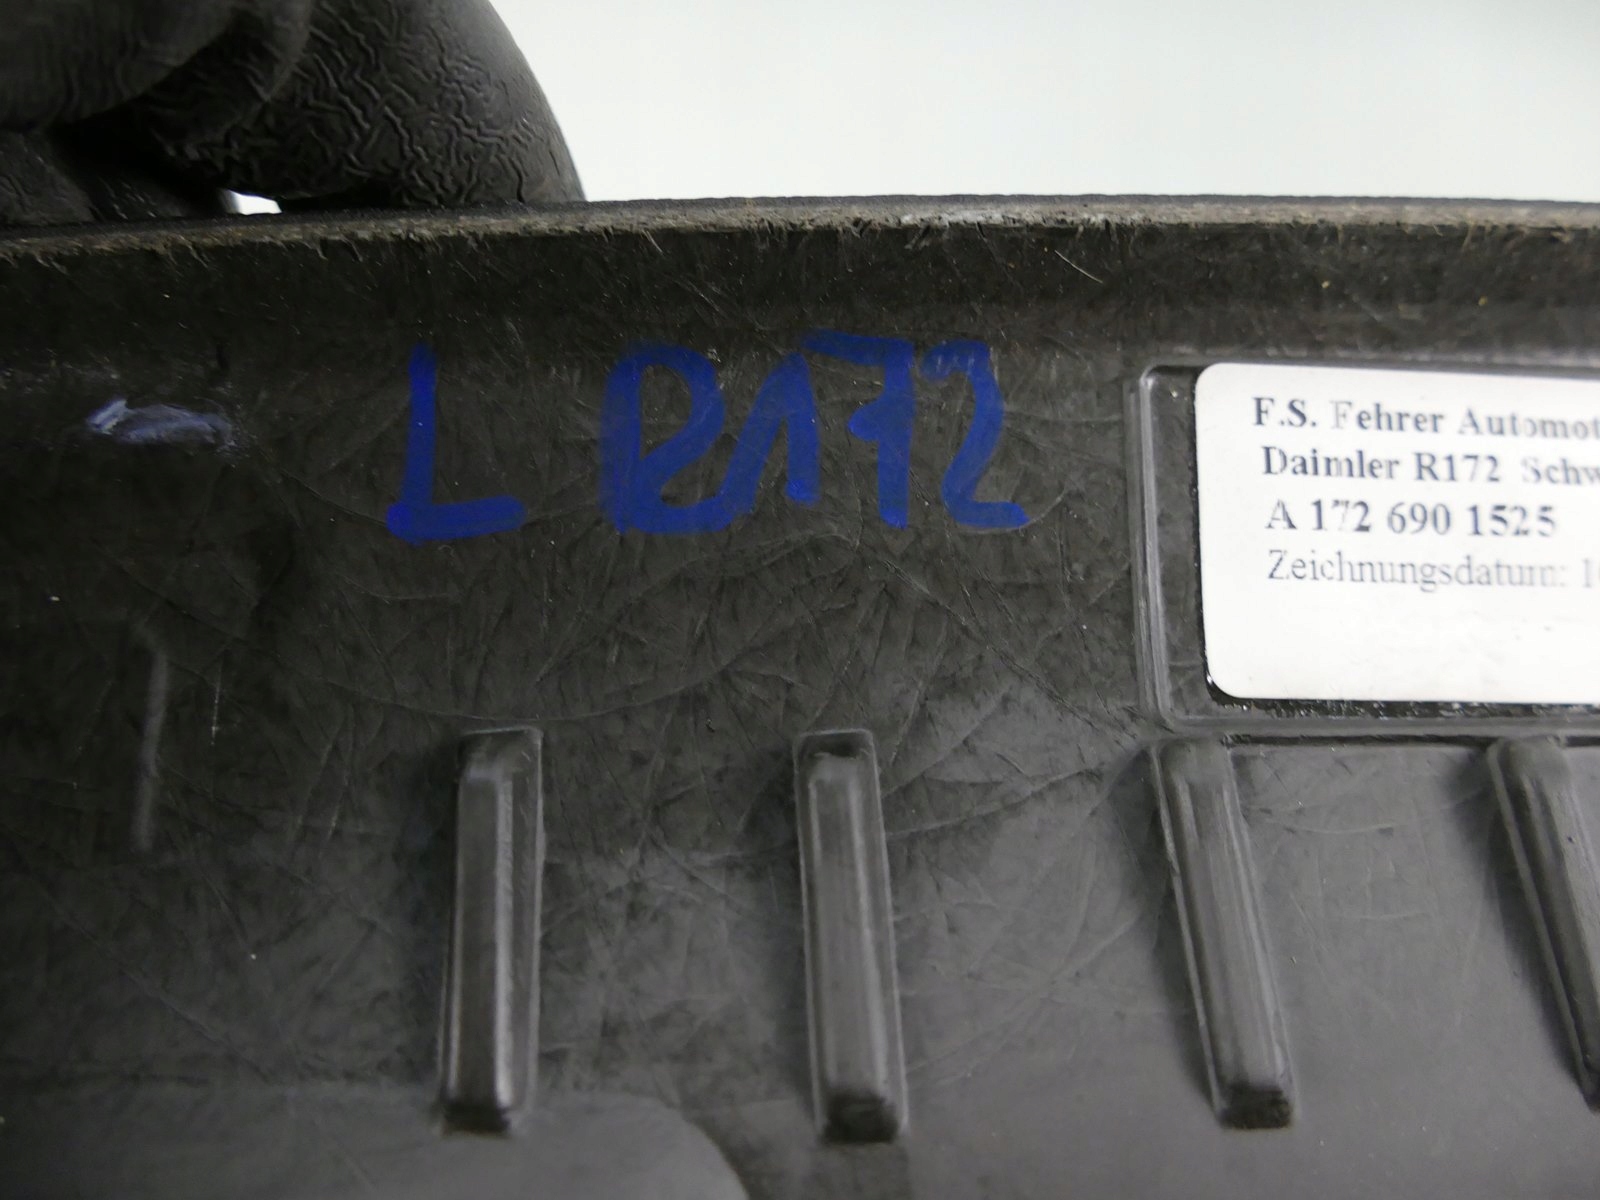 L R172
F.S. Fehrer Automot
Daimler R172 Schw
A 172 690 1525
Zeichnungsdatum: 1